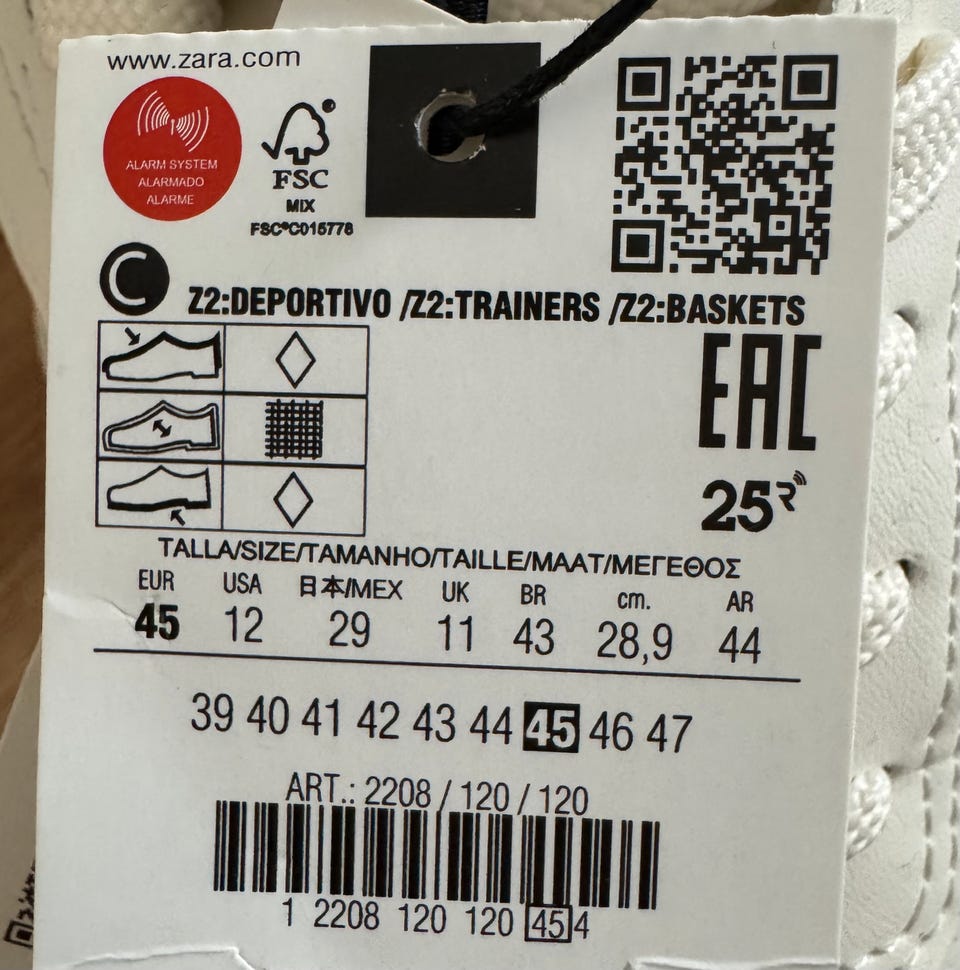 www.zara.com
ALARM SYSTEM
ALARMADO
ALARME
FSC
MIX
FSC®C015778
C
Z2:DEPORTIVO /Z2:TRAINERS /Z2:BASKETS
EAC
25
TALLA/SIZE/TAMANHO/TAILLE/MAAT/ΜΕΓΕΘΟΣ
EUR USA 日本/MEX UK BR cm. AR
45 12 29 11 43 28,9 44
39 40 41 42 43 44 45 46 47
ART.: 2208 / 120 / 120
1 2208 120 120 45 4